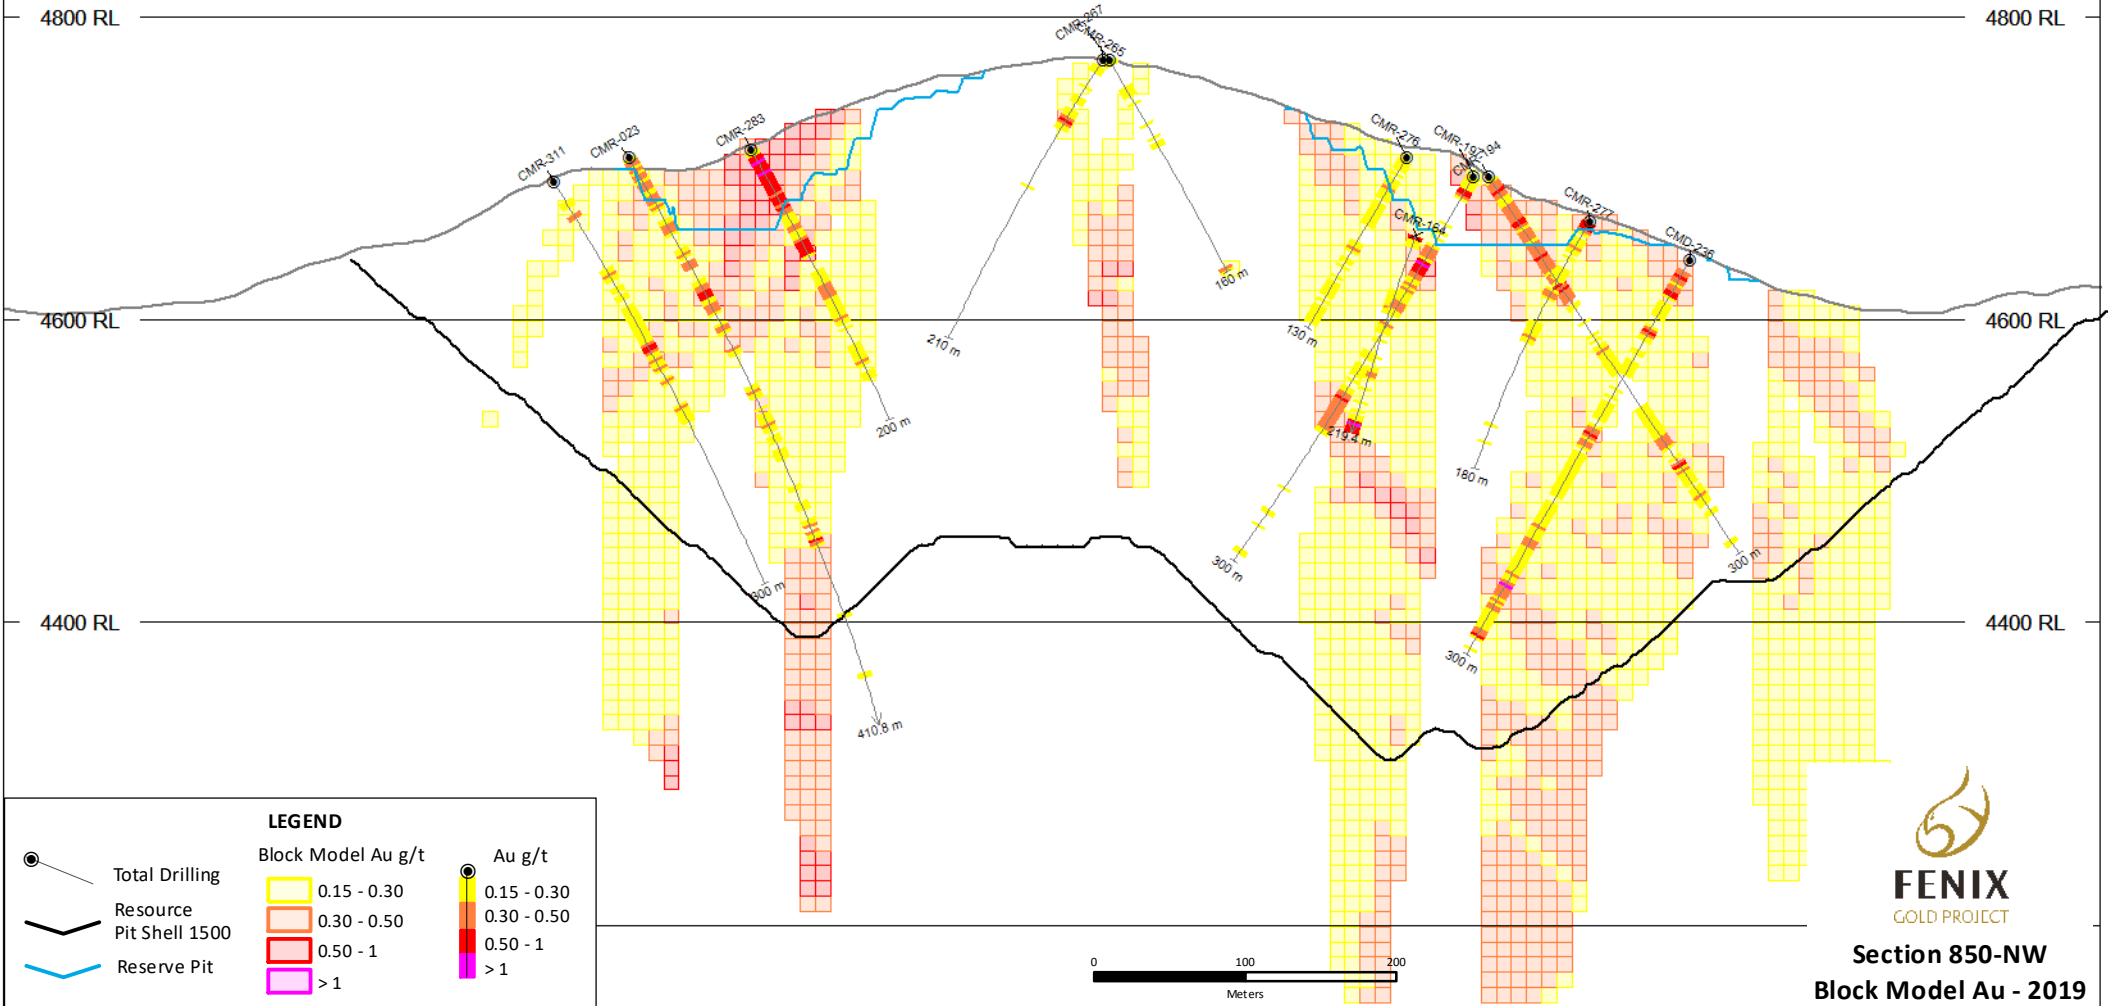 4800 RL
4800 RL
CMR-267
CMR-265
CMR-311
CMR-023
CMR-283
CMR-276
CMR-197
194
CMR-184
CMR-277
CMD-236
160 m
210 m
130 m
4600 RL
4600 RL
200 m
219.4 m
180 m
300 m
300 m
300 m
300 m
410.8 m
4400 RL
4400 RL
LEGEND
Total Drilling
Resource
Pit Shell 1500
Reserve Pit
Block Model Au g/t
0.15 - 0.30
0.30 - 0.50
0.50 - 1
> 1
Au g/t
0.15 - 0.30
0.30 - 0.50
0.50 - 1
> 1
0 100 200
Meters
FENIX
GOLD PROJECT
Section 850-NW
Block Model Au - 2019